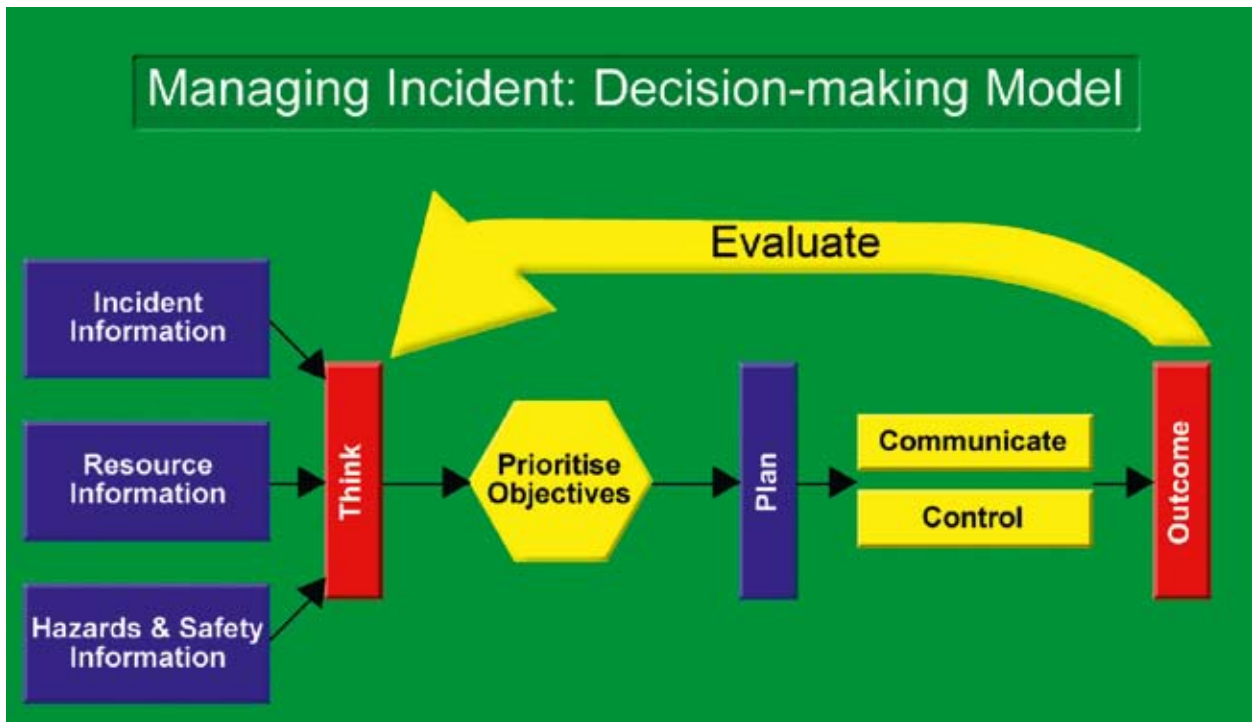 Managing Incident: Decision-making Model
Evaluate
Incident
Information
Resource
Information
Hazards & Safety
Information
Think
Prioritise
Objectives
Plan
Communicate
Control
Outcome